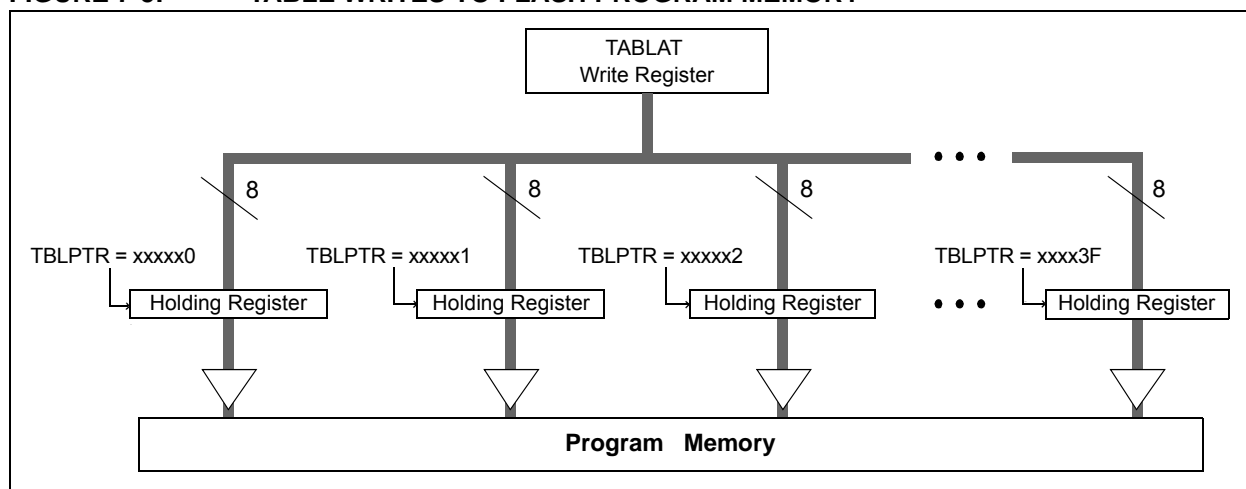 TABLAT
Write Register
8 8 8 8
TBLPTR = xxxxx0 TBLPTR = xxxxx1 TBLPTR = xxxxx2 TBLPTR = xxxx3F
Holding Register Holding Register Holding Register Holding Register
Program Memory